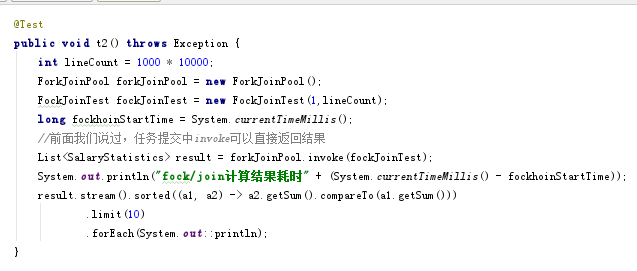 @Test
public void t2() throws Exception {
int lineCount = 1000 * 10000;
ForkJoinPool forkJoinPool = new ForkJoinPool();
FockJoinTest fockJoinTest = new FockJoinTest(1,lineCount);
long fockhoinStartTime = System.currentTimeMillis();
//前面我们说过，任务提交中invoke可以直接返回结果
List<SalaryStatistics> result = forkJoinPool.invoke(fockJoinTest);
System.out.println("fock/join计算结果耗时" + (System.currentTimeMillis() - fockhoinStartTime));
result.stream().sorted((a1, a2) -> a2.getSum().compareTo(a1.getSum()))
.limit(10)
.forEach(System.out::println);
}